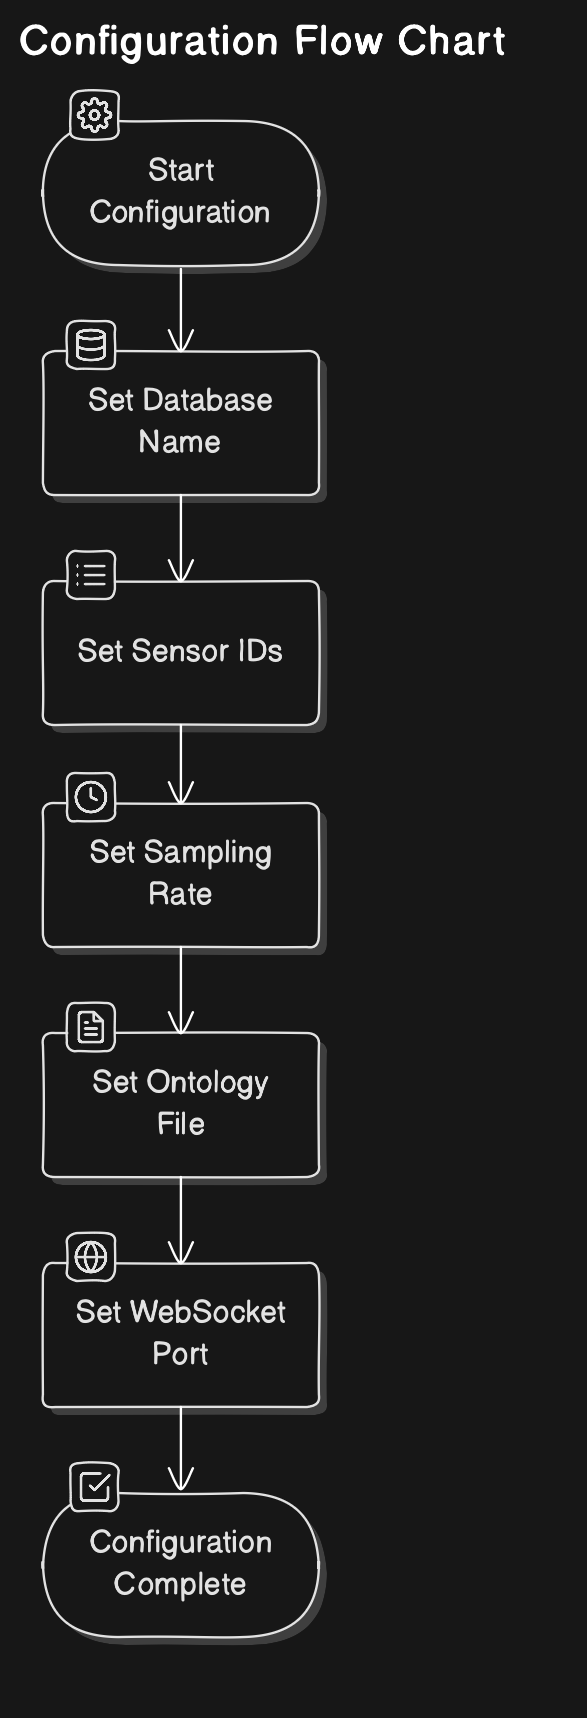 Configuration Flow Chart
Start
Configuration
Set Database
Name
Set Sensor IDs
Set Sampling
Rate
Set Ontology
File
Set WebSocket
Port
Configuration
Complete